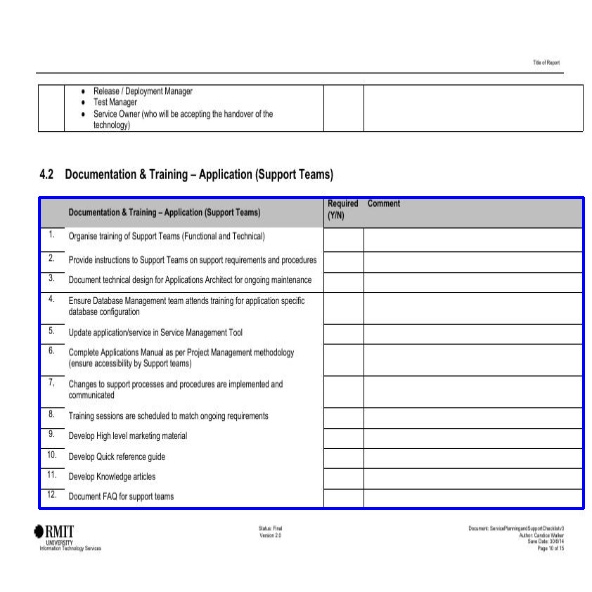 Title of Report
• Release / Deployment Manager
• Test Manager
• Service Owner (who will be accepting the handover of the
technology)
4.2 Documentation & Training – Application (Support Teams)
Documentation & Training – Application (Support Teams)
Required
(Y/N)
Comment
1. Organise training of Support Teams (Functional and Technical)
2. Provide instructions to Support Teams on support requirements and procedures
3. Document technical design for Applications Architect for ongoing maintenance
4. Ensure Database Management team attends training for application specific
database configuration
5. Update application/service in Service Management Tool
6. Complete Applications Manual as per Project Management methodology
(ensure accessibility by Support teams)
7. Changes to support processes and procedures are implemented and
communicated
8. Training sessions are scheduled to match ongoing requirements
9. Develop High level marketing material
10. Develop Quick reference guide
11. Develop Knowledge articles
12. Document FAQ for support teams
RMIT
UNIVERSITY
Information Technology Services
Status: Final
Version 2.0
Document: ServicePlanningandSupportChecklistv3
Author: Candice Walker
Save Date: 30/6/14
Page 10 of 15